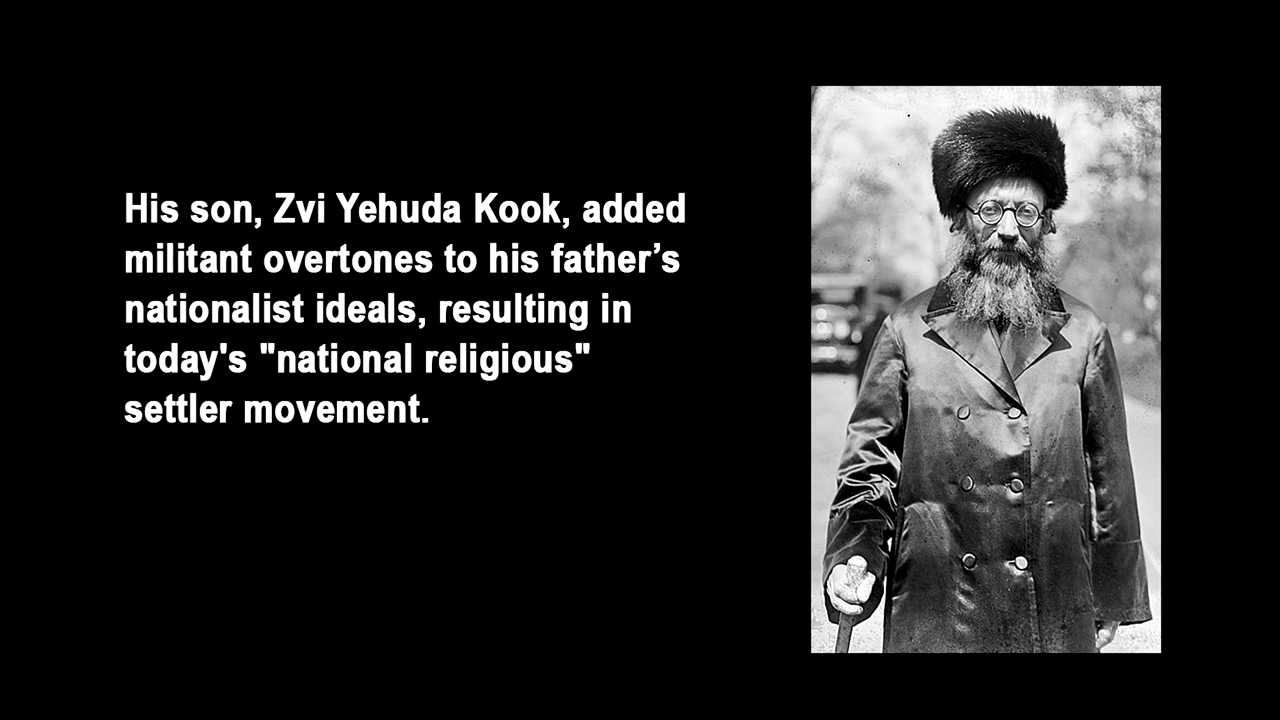 His son, Zvi Yehuda Kook, added
militant overtones to his father’s
nationalist ideals, resulting in
today's "national religious"
settler movement.